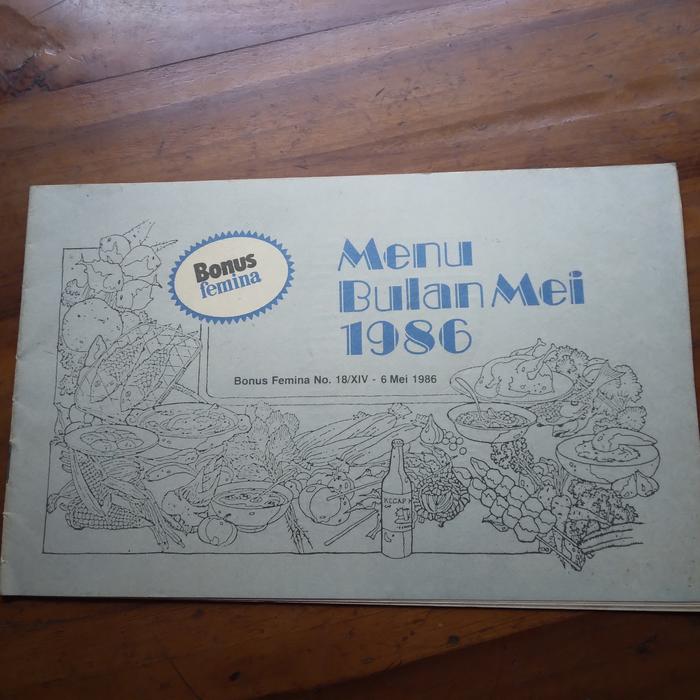 Bonus
femina
Menu
Bulan Mei
1986
Bonus Femina No. 18/XIV - 6 Mei 1986
KECAP